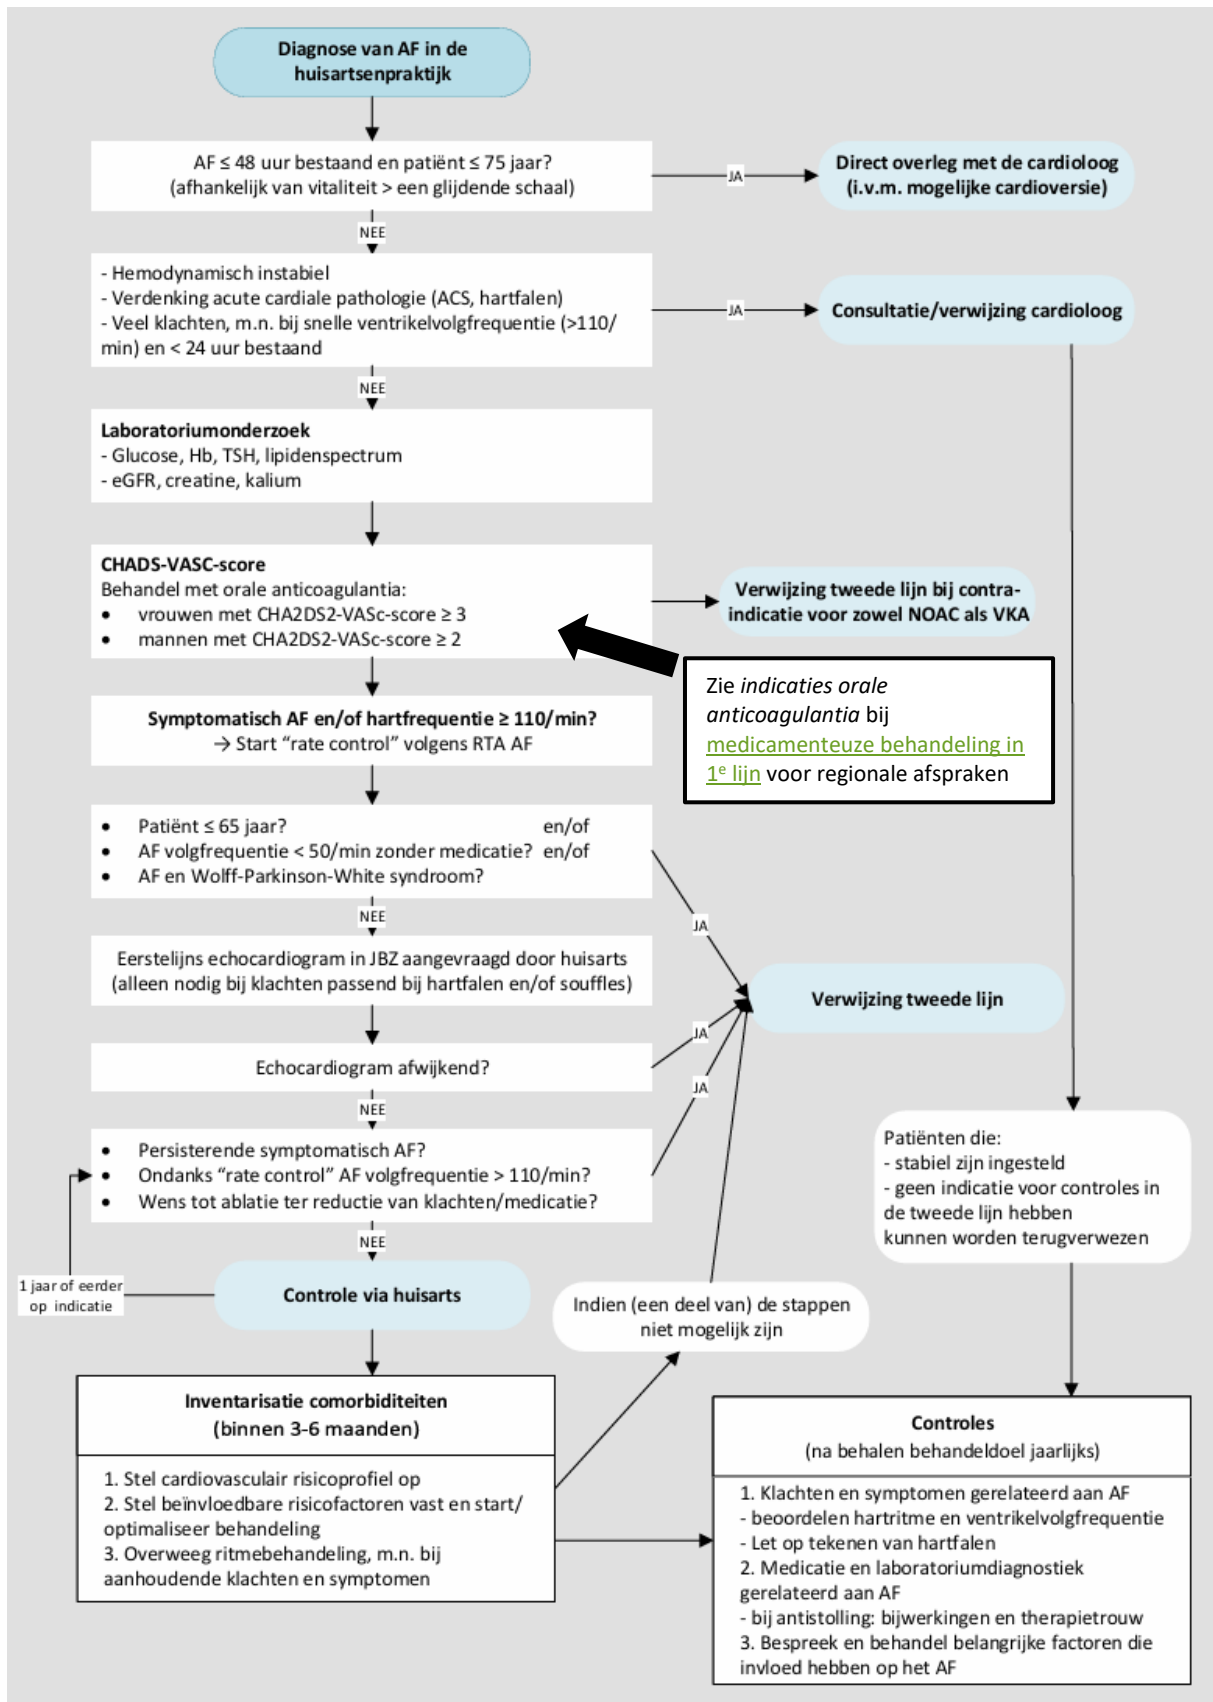 Diagnose van AF in de
huisartsenpraktijk
AF ≤ 48 uur bestaand en patiënt ≤ 75 jaar?
(afhankelijk van vitaliteit > een glijdende schaal)
JA
Direct overleg met de cardioloog
(i.v.m. mogelijke cardioversie)
NEE
- Hemodynamisch instabiel
- Verdenking acute cardiale pathologie (ACS, hartfalen)
- Veel klachten, m.n. bij snelle ventrikelvolgfrequentie (>110/
min) en < 24 uur bestaand
JA
Consultatie/verwijzing cardioloog
NEE
Laboratoriumonderzoek
- Glucose, Hb, TSH, lipidenspectrum
- eGFR, creatine, kalium
CHADS-VASC-score
Behandel met orale anticoagulantia:
• vrouwen met CHA2DS2-VASc-score ≥ 3
• mannen met CHA2DS2-VASc-score ≥ 2
Verwijzing tweede lijn bij contra-
indicatie voor zowel NOAC als VKA
Zie indicaties orale
anticoagulantia bij
medicamenteuze behandeling in
1e lijn voor regionale afspraken
Symptomatisch AF en/of hartfrequentie ≥ 110/min?
→ Start “rate control” volgens RTA AF
• Patiënt ≤ 65 jaar? en/of
• AF volgfrequentie < 50/min zonder medicatie? en/of
• AF en Wolff-Parkinson-White syndroom?
JA
NEE
Eerstelijns echocardiogram in JBZ aangevraagd door huisarts
(alleen nodig bij klachten passend bij hartfalen en/of souffles)
Verwijzing tweede lijn
JA
Echocardiogram afwijkend?
JA
NEE
• Persisterende symptomatisch AF?
• Ondanks “rate control” AF volgfrequentie > 110/min?
• Wens tot ablatie ter reductie van klachten/medicatie?
Patiënten die:
- stabiel zijn ingesteld
- geen indicatie voor controles in
de tweede lijn hebben
kunnen worden terugverwezen
NEE
1 jaar of eerder
op indicatie
Controle via huisarts
Indien (een deel van) de stappen
niet mogelijk zijn
Inventarisatie comorbiditeiten
(binnen 3-6 maanden)
1. Stel cardiovasculair risicoprofiel op
2. Stel beïnvloedbare risicofactoren vast en start/
optimaliseer behandeling
3. Overweeg ritmebehandeling, m.n. bij
aanhoudende klachten en symptomen
Controles
(na behalen behandeldoel jaarlijks)
1. Klachten en symptomen gerelateerd aan AF
- beoordelen hartritme en ventrikelvolgfrequentie
- Let op tekenen van hartfalen
2. Medicatie en laboratoriumdiagnostiek
gerelateerd aan AF
- bij antistolling: bijwerkingen en therapietrouw
3. Bespreek en behandel belangrijke factoren die
invloed hebben op het AF